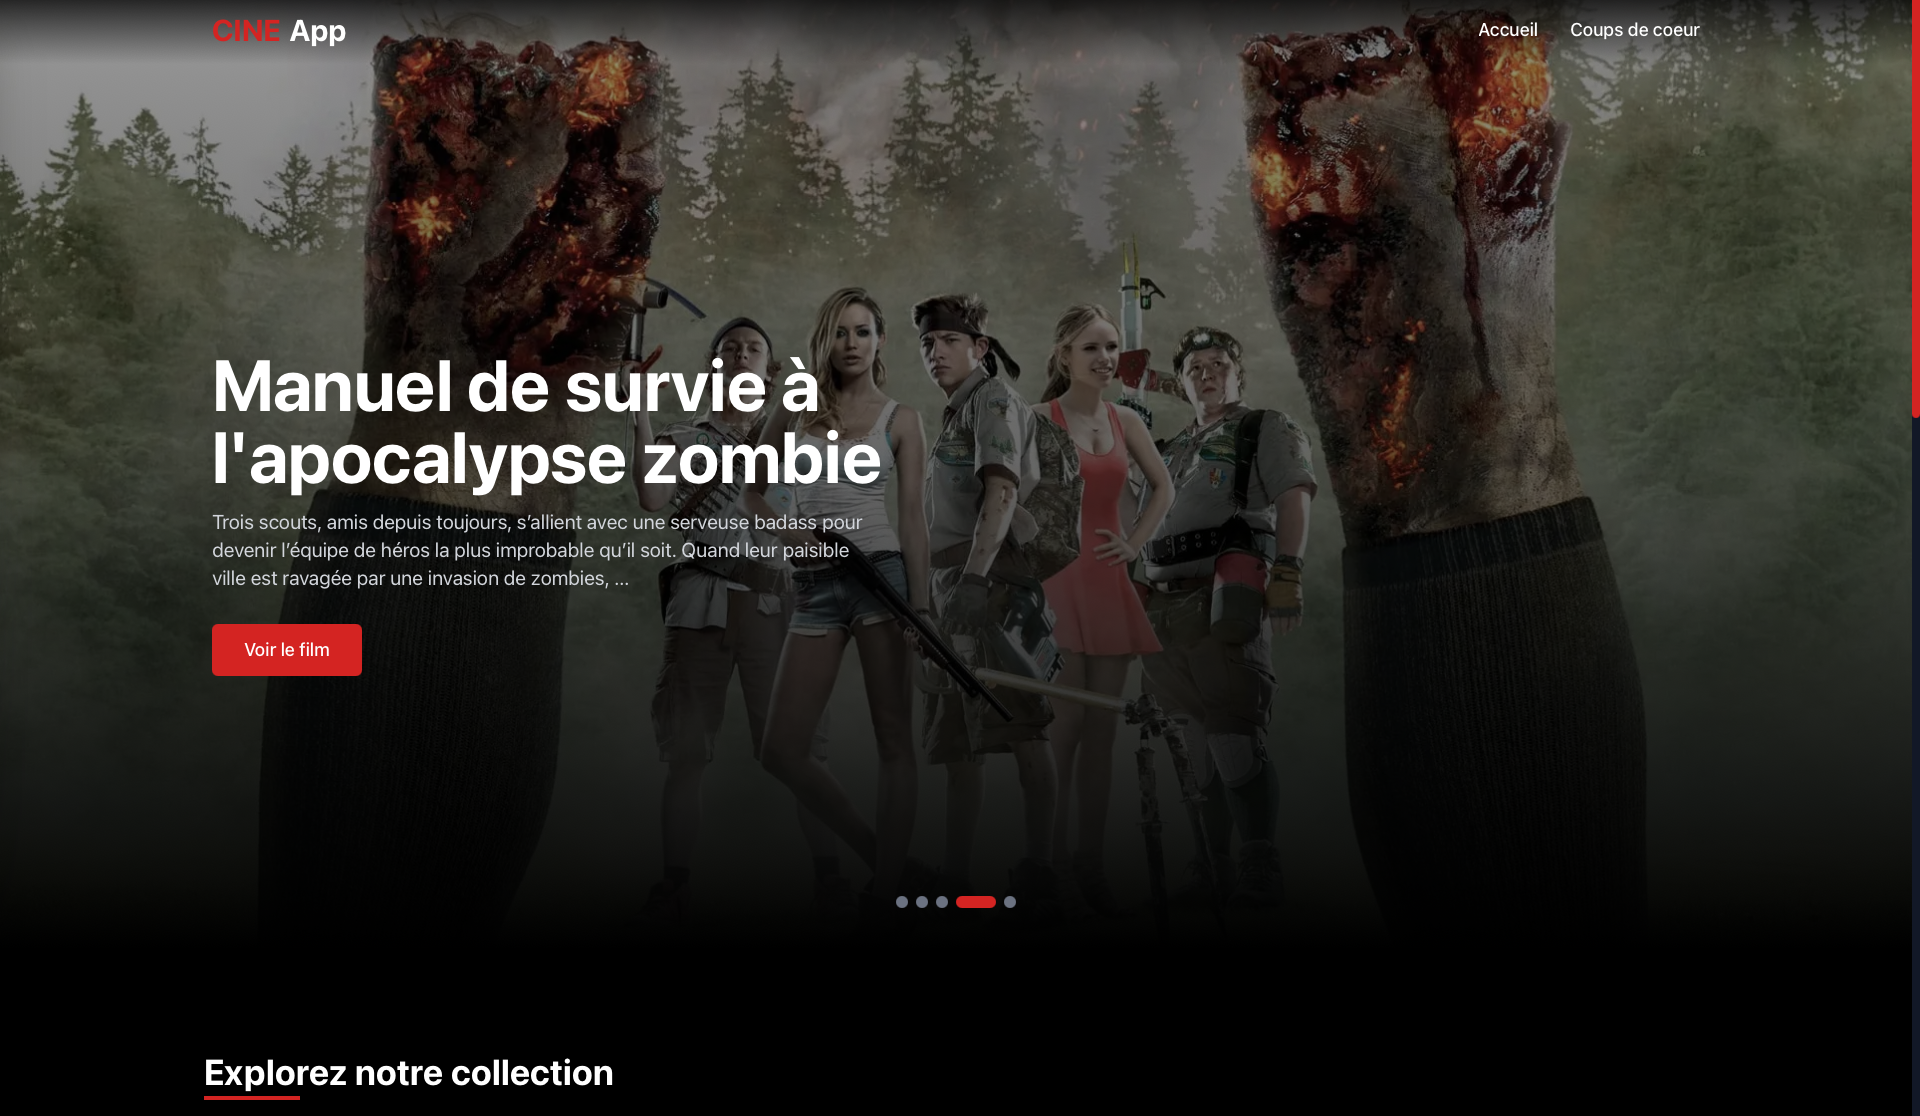 CINE App
Accueil
Coups de coeur
Manuel de survie à
l'apocalypse zombie
Trois scouts, amis depuis toujours, s’allient avec une serveuse badass pour
devenir l’équipe de héros la plus improbable qu’il soit. Quand leur paisible
ville est ravagée par une invasion de zombies, ...
Voir le film
Explorez notre collection